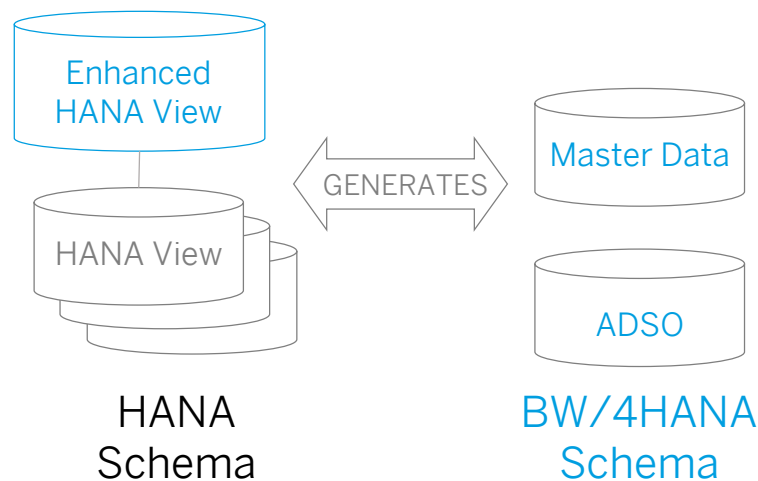 Enhanced
HANA View
HANA View
HANA
Schema
GENERATES
Master Data
ADSO
BW/4HANA
Schema